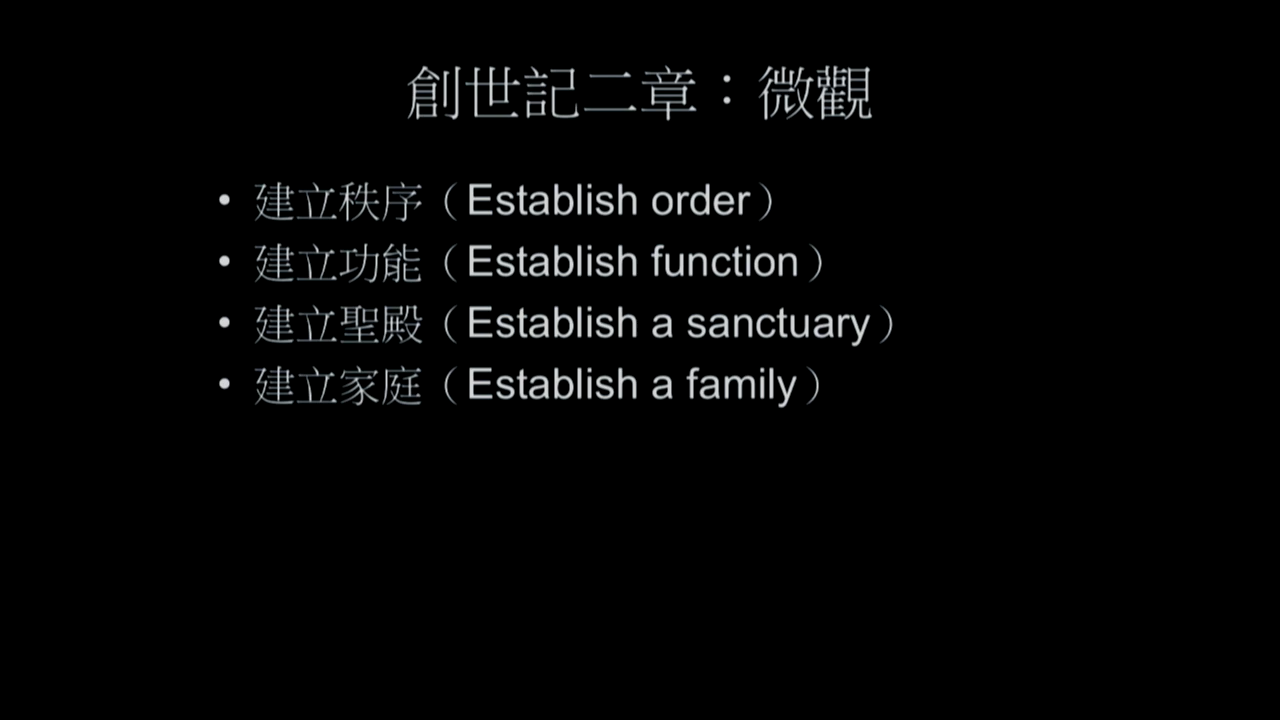 創世記二章：微觀
• 建立秩序（Establish order）
• 建立功能（Establish function）
• 建立聖殿（Establish a sanctuary）
• 建立家庭（Establish a family）